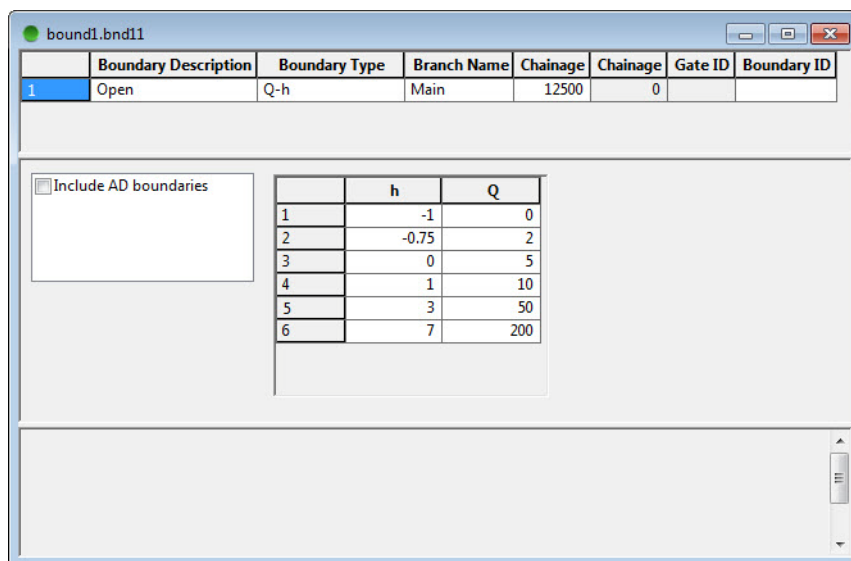 bound1.bnd11
Boundary Description Boundary Type Branch Name Chainage Chainage Gate ID Boundary ID
1 Open Q-h Main 12500 0
Include AD boundaries
h Q
1 -1 0
2 -0.75 2
3 0 5
4 1 10
5 3 50
6 7 200